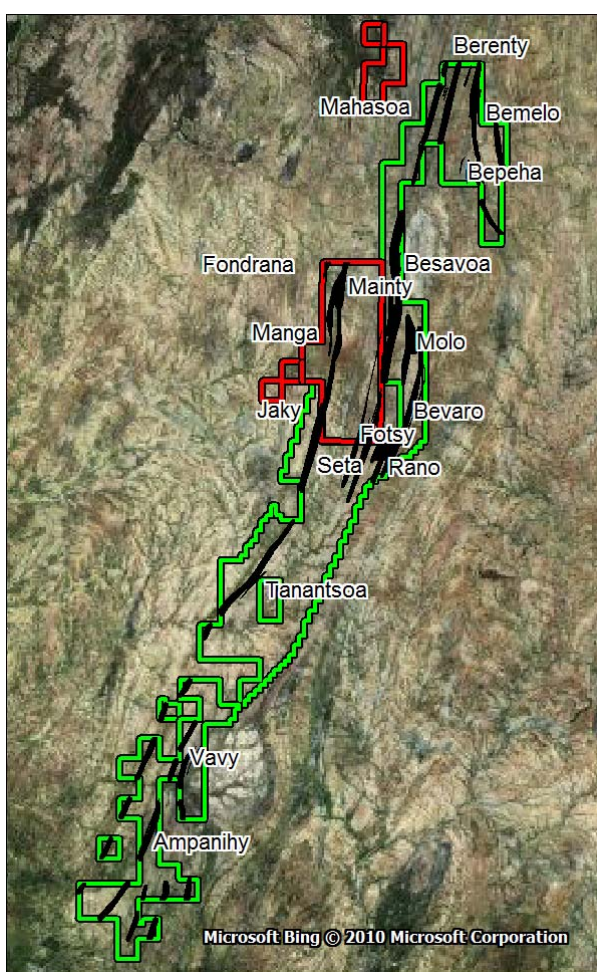 Berenty
Mahasoa
Bemelo
Bepeha
Fondrana
Besavoa
Mainty
Manga
Molo
Jaky
Bevaro
Fotsy
Seta
Rano
Tianantsoa
Vavy
Ampanihy
Microsoft Bing © 2010 Microsoft Corporation